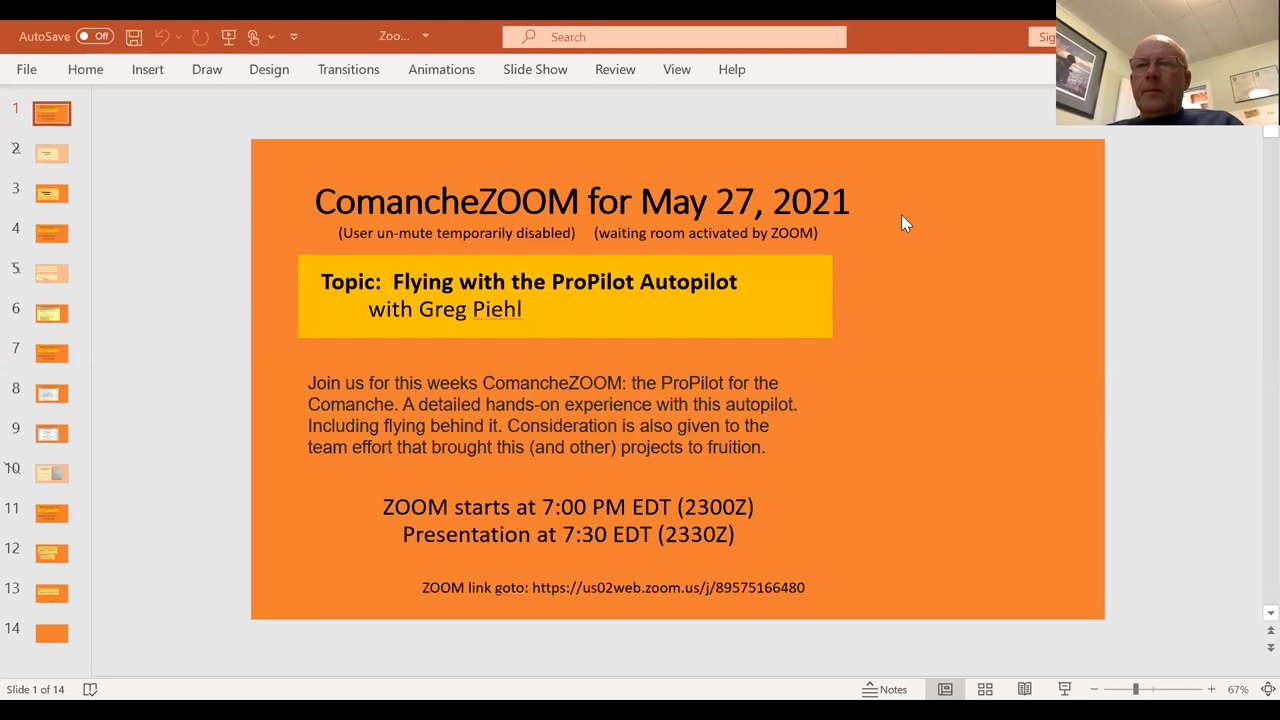 AutoSave Off Zoo... Search Sig
File Home Insert Draw Design Transitions Animations Slide Show Review View Help
1
2
3
4
5
6
7
8
9
10
11
12
13
14
ComancheZOOM for May 27, 2021
(User un-mute temporarily disabled) (waiting room activated by ZOOM)
Topic: Flying with the ProPilot Autopilot
with Greg Piehl
Join us for this weeks ComancheZOOM: the ProPilot for the
Comanche. A detailed hands-on experience with this autopilot.
Including flying behind it. Consideration is also given to the
team effort that brought this (and other) projects to fruition.
ZOOM starts at 7:00 PM EDT (2300Z)
Presentation at 7:30 EDT (2330Z)
ZOOM link goto: https://us02web.zoom.us/j/89575166480
Slide 1 of 14 Notes 67%